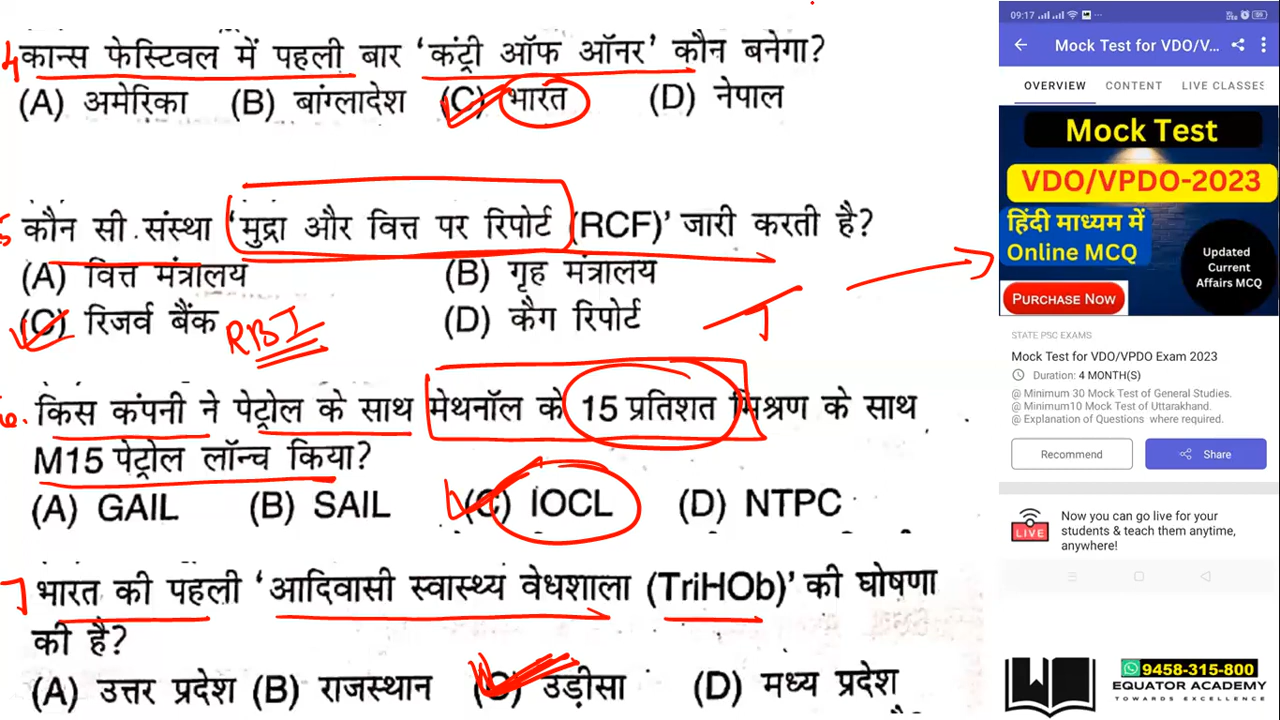 4 कान्स फेस्टिवल में पहली बार ‘कंट्री ऑफ ऑनर’ कौन बनेगा?
(A) अमेरिका (B) बांग्लादेश (C) भारत (D) नेपाल
5 कौन सी संस्था ‘मुद्रा और वित्त पर रिपोर्ट (RCF)’ जारी करती है?
(A) वित्त मंत्रालय (B) गृह मंत्रालय
(C) रिजर्व बैंक (D) कैग रिपोर्ट
RBI
6. किस कंपनी ने पेट्रोल के साथ मेथनॉल के 15 प्रतिशत मिश्रण के साथ
M15 पेट्रोल लॉन्च किया?
(A) GAIL (B) SAIL (C) IOCL (D) NTPC
7 भारत की पहली ‘आदिवासी स्वास्थ्य वेधशाला (TriHOb)’ की घोषणा
की है?
(A) उत्तर प्रदेश (B) राजस्थान (C) उड़ीसा (D) मध्य प्रदेश
09:17
Mock Test for VDO/V...
OVERVIEW CONTENT LIVE CLASSES
Mock Test
VDO/VPDO-2023
हिंदी माध्यम में
Online MCQ
Updated
Current
Affairs MCQ
PURCHASE NOW
STATE PSC EXAMS
Mock Test for VDO/VPDO Exam 2023
Duration: 4 MONTH(S)
@ Minimum 30 Mock Test of General Studies.
@ Minimum10 Mock Test of Uttarakhand.
@ Explanation of Questions where required.
Recommend Share
LIVE
Now you can go live for your
students & teach them anytime,
anywhere!
9458-315-800
EQUATOR ACADEMY
TOWARDS EXCELLENCE